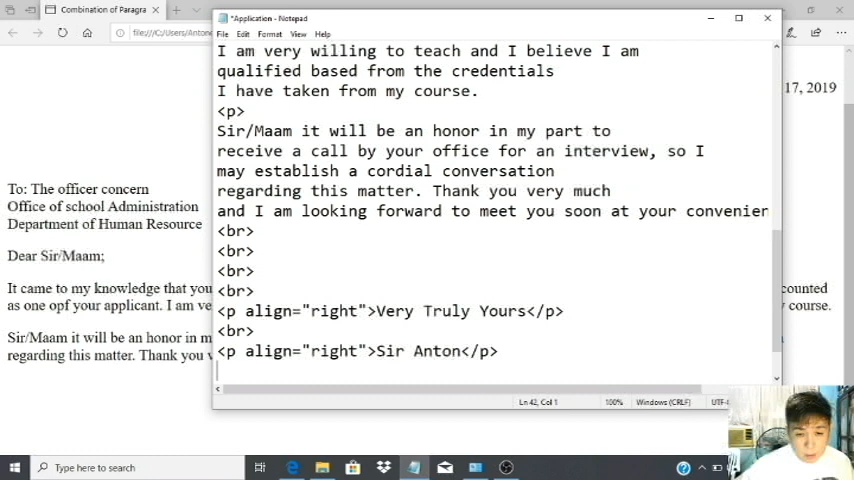 Combination of Paragra
*Application - Notepad
File Edit Format View Help
file:///C:/Users/Anton
I am very willing to teach and I believe I am
qualified based from the credentials
I have taken from my course.
<p>
Sir/Maam it will be an honor in my part to
receive a call by your office for an interview, so I
may establish a cordial conversation
regarding this matter. Thank you very much
and I am looking forward to meet you soon at your convenien
<br>
<br>
<br>
<br>
<p align="right">Very Truly Yours</p>
<br>
<p align="right">Sir Anton</p>
Ln 42, Col 1 100% Windows (CRLF) UTF-
17, 2019
To: The officer concern
Office of school Administration
Department of Human Resource
Dear Sir/Maam;
It came to my knowledge that you
counted
as one opf your applicant. I am ve
course.
Sir/Maam it will be an honor in m
regarding this matter. Thank you
Type here to search